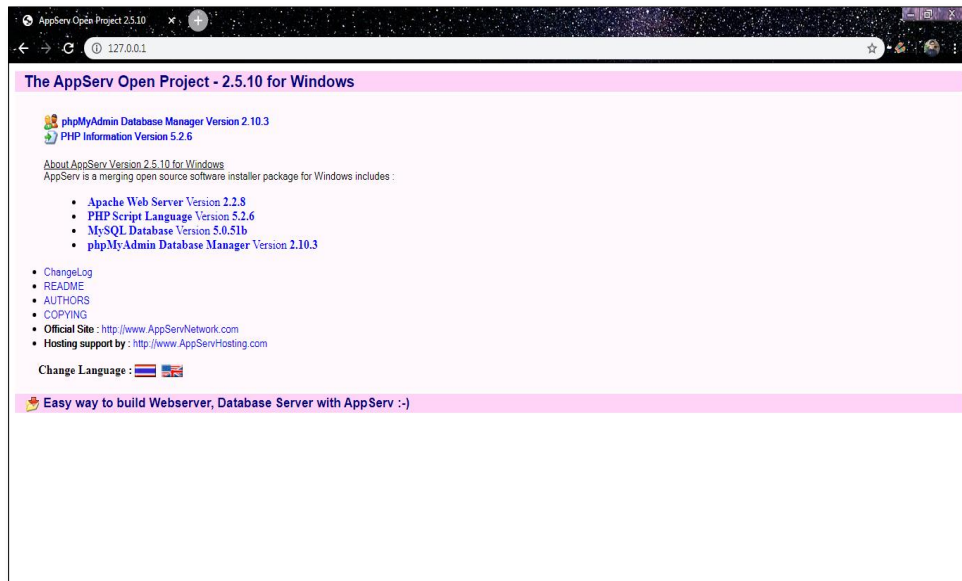 AppServ Open Project 2.5.10
127.0.0.1
The AppServ Open Project - 2.5.10 for Windows
phpMyAdmin Database Manager Version 2.10.3
PHP Information Version 5.2.6
About AppServ Version 2.5.10 for Windows
AppServ is a merging open source software installer package for Windows includes :
Apache Web Server Version 2.2.8
PHP Script Language Version 5.2.6
MySQL Database Version 5.0.51b
phpMyAdmin Database Manager Version 2.10.3
ChangeLog
README
AUTHORS
COPYING
Official Site : http://www.AppServNetwork.com
Hosting support by : http://www.AppServHosting.com
Change Language :
Easy way to build Webserver, Database Server with AppServ :-)